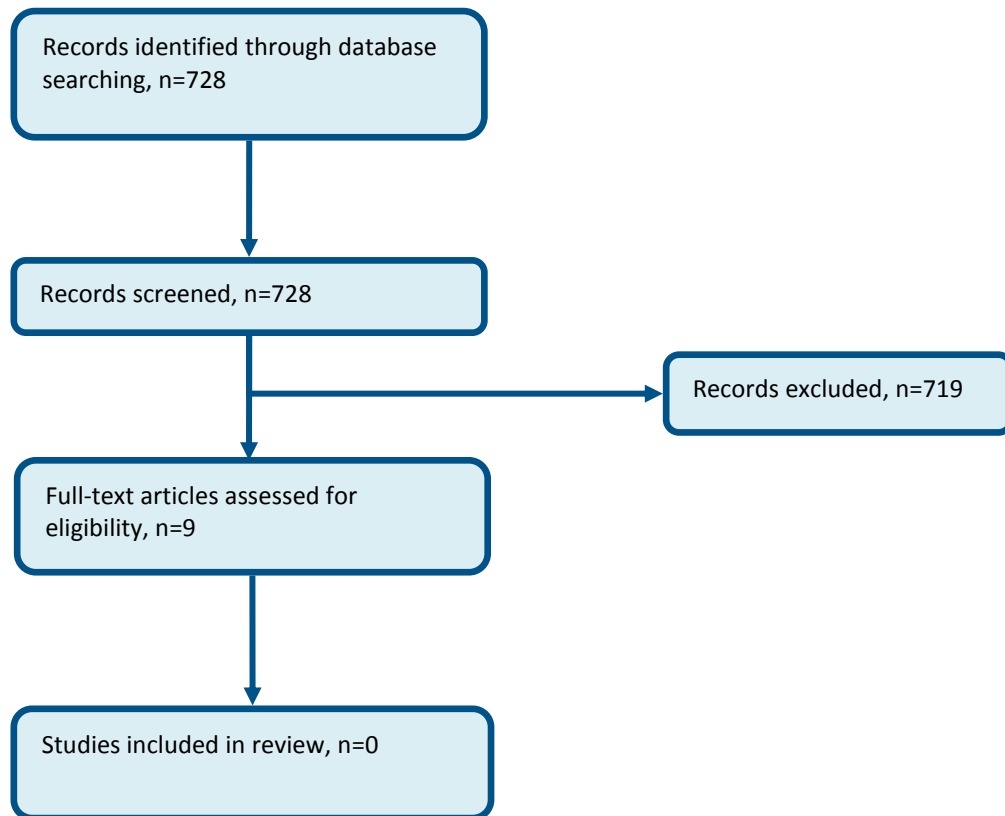 Records identified through database
searching, n=728
Records screened, n=728
Records excluded, n=719
Full-text articles assessed for
eligibility, n=9
Studies included in review, n=0